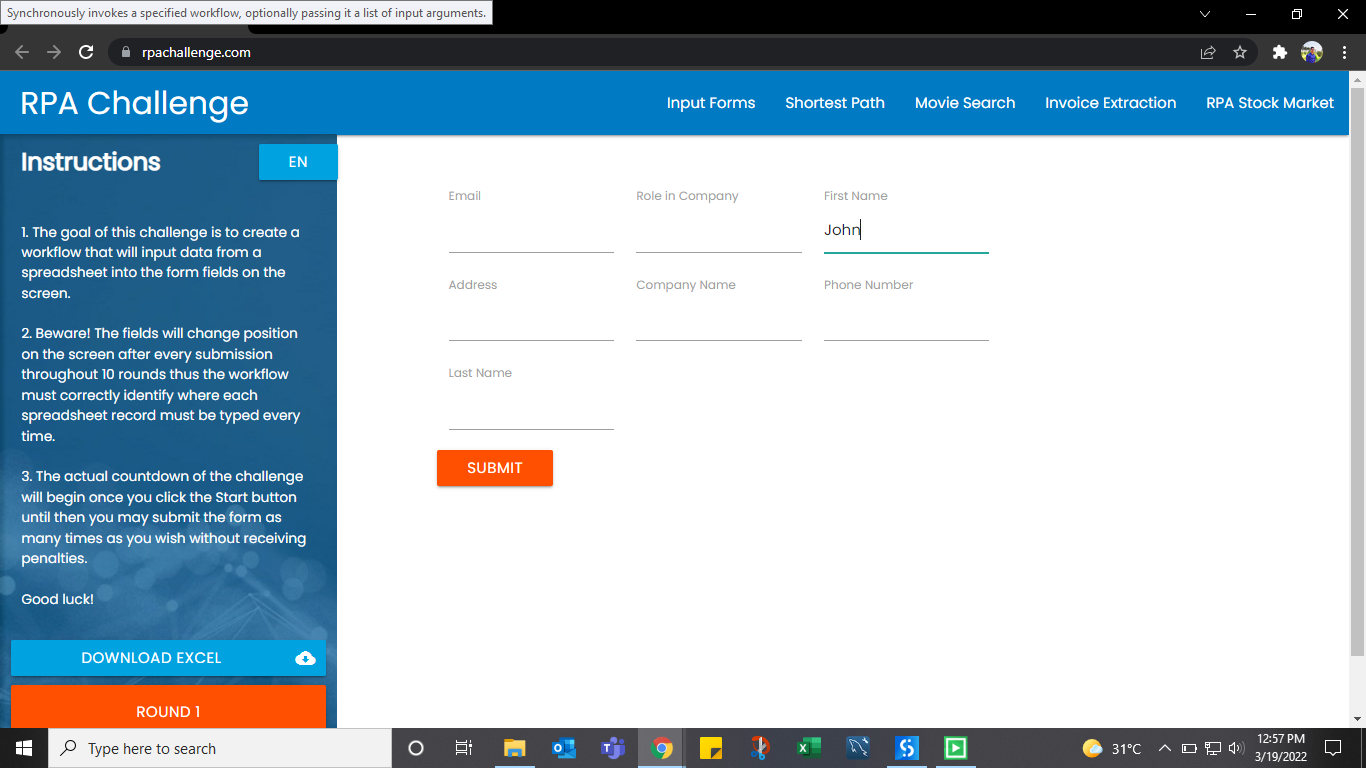 Synchronously invokes a specified workflow, optionally passing it a list of input arguments.
rpachallenge.com
RPA Challenge
Input Forms
Shortest Path
Movie Search
Invoice Extraction
RPA Stock Market
Instructions
EN
1. The goal of this challenge is to create a
workflow that will input data from a
spreadsheet into the form fields on the
screen.
2. Beware! The fields will change position
on the screen after every submission
throughout 10 rounds thus the workflow
must correctly identify where each
spreadsheet record must be typed every
time.
3. The actual countdown of the challenge
will begin once you click the Start button
until then you may submit the form as
many times as you wish without receiving
penalties.
Good luck!
DOWNLOAD EXCEL
ROUND 1
Email
Role in Company
First Name
John
Address
Company Name
Phone Number
Last Name
SUBMIT
Type here to search
31°C
12:57 PM
3/19/2022